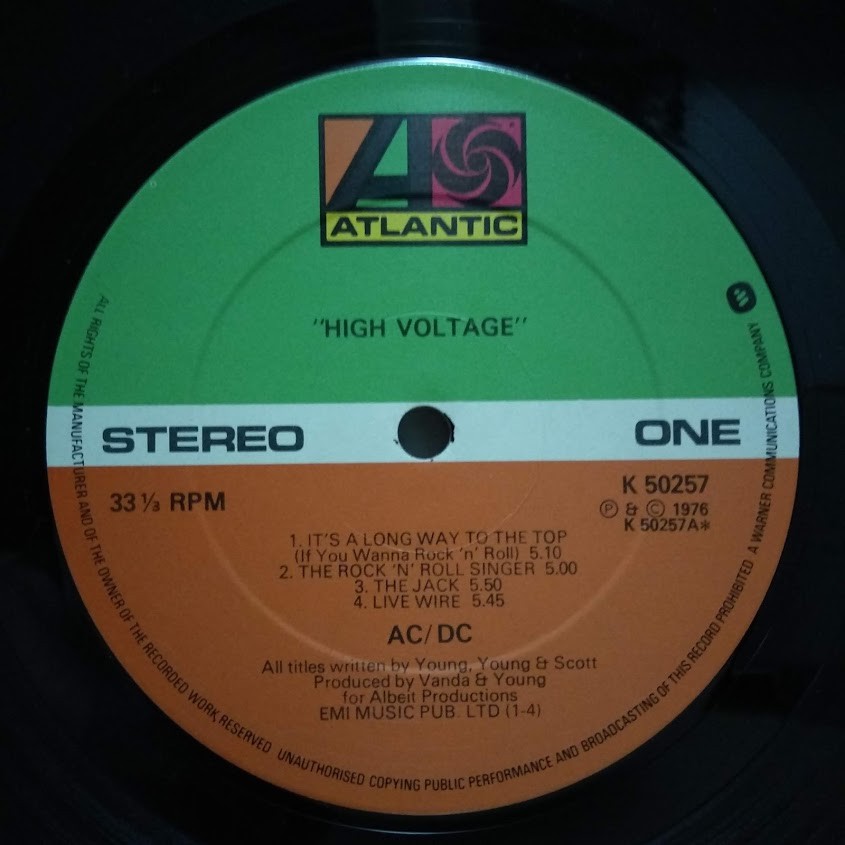 ATLANTIC
"HIGH VOLTAGE"
STEREO
ONE
33 ⅓ RPM
K 50257
Ⓟ & © 1976
K 50257A*
1. IT'S A LONG WAY TO THE TOP
(If You Wanna Rock 'n' Roll) 5.10
2. THE ROCK 'N' ROLL SINGER 5.00
3. THE JACK 5.50
4. LIVE WIRE 5.45
AC/DC
All titles written by Young, Young & Scott
Produced by Vanda & Young
for Albeit Productions
EMI MUSIC PUB. LTD (1-4)
ALL RIGHTS OF THE MANUFACTURER AND OF THE OWNER OF THE RECORDED WORK RESERVED UNAUTHORISED COPYING PUBLIC PERFORMANCE AND BROADCASTING OF THIS RECORD PROHIBITED A WARNER COMMUNICATIONS COMPANY